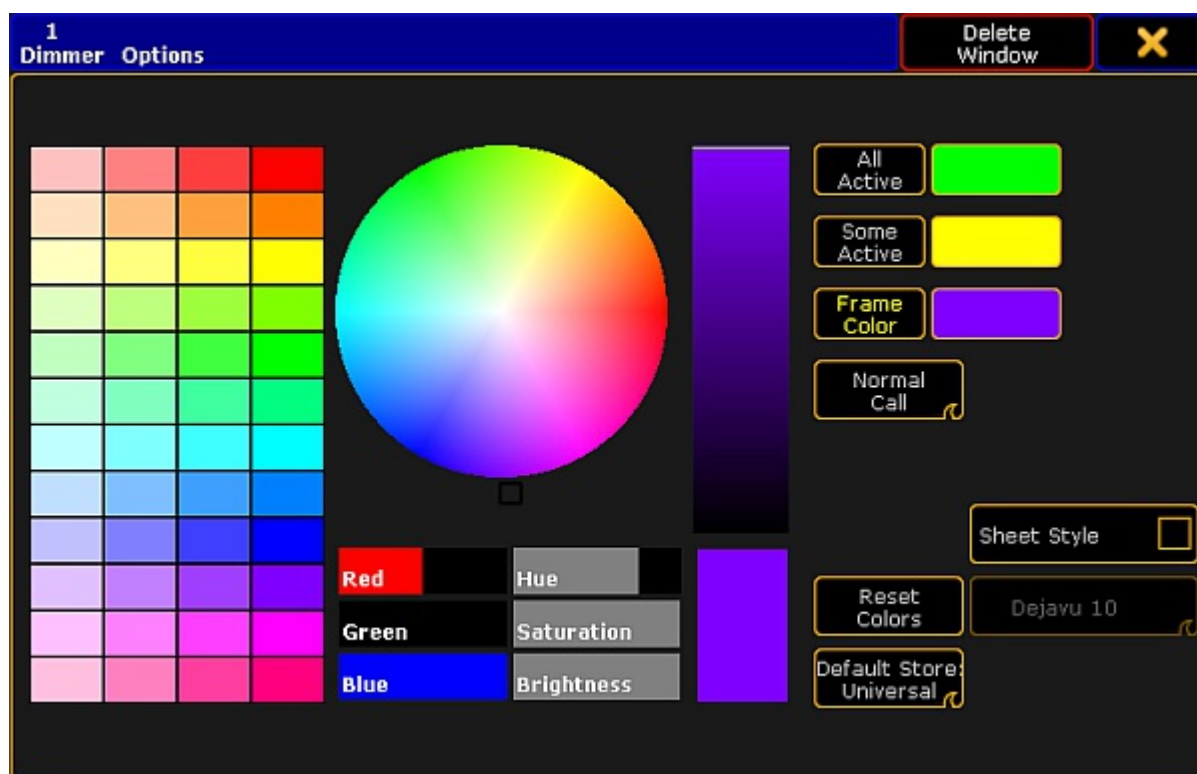 1
Dimmer Options
Delete
Window
All
Active
Some
Active
Frame
Color
Normal
Call
Sheet Style
Red
Hue
Green
Saturation
Blue
Brightness
Reset
Colors
Dejavu 10
Default Store:
Universal